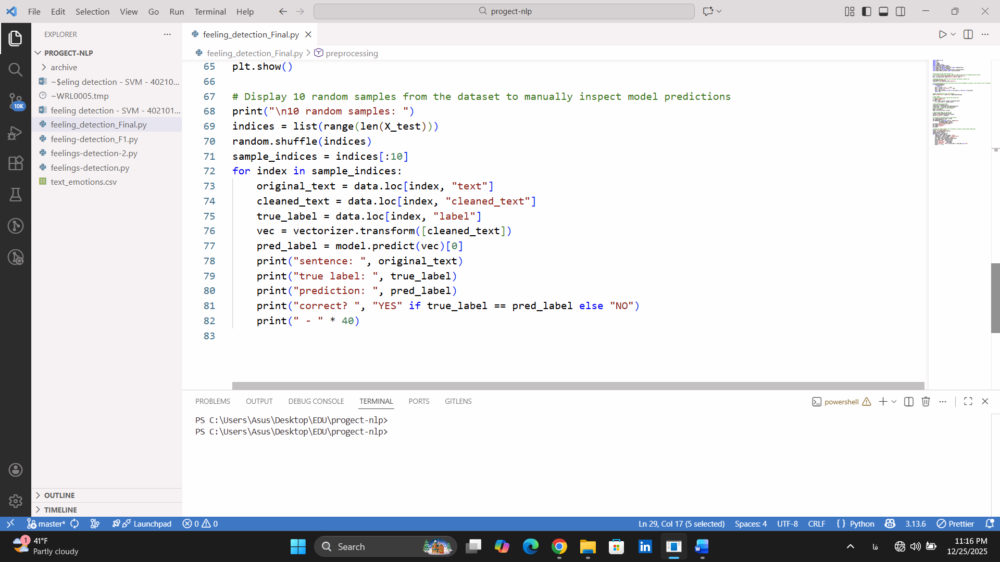 File Edit Selection View Go Run Terminal Help
progect-nlp
EXPLORER
PROGECT-NLP
archive
~$eling detection - SVM - 40210...
~WRL0005.tmp
feeling detection - SVM - 402101...
feeling_detection_Final.py
feeling-detection_F1.py
feelings-detection-2.py
feelings-detection.py
text_emotions.csv
OUTLINE
TIMELINE
10K
feeling_detection_Final.py
feeling_detection_Final.py > preprocessing
65 plt.show()
66
67 # Display 10 random samples from the dataset to manually inspect model predictions
68 print("\n10 random samples: ")
69 indices = list(range(len(X_test)))
70 random.shuffle(indices)
71 sample_indices = indices[:10]
72 for index in sample_indices:
73     original_text = data.loc[index, "text"]
74     cleaned_text = data.loc[index, "cleaned_text"]
75     true_label = data.loc[index, "label"]
76     vec = vectorizer.transform([cleaned_text])
77     pred_label = model.predict(vec)[0]
78     print("sentence: ", original_text)
79     print("true label: ", true_label)
80     print("prediction: ", pred_label)
81     print("correct? ", "YES" if true_label == pred_label else "NO")
82     print(" - " * 40)
83
PROBLEMS OUTPUT DEBUG CONSOLE TERMINAL PORTS GITLENS
powershell
PS C:\Users\Asus\Desktop\EDU\progect-nlp>
PS C:\Users\Asus\Desktop\EDU\progect-nlp>
master* Launchpad 0 0
Ln 29, Col 17 (5 selected) Spaces: 4 UTF-8 CRLF { } Python 3.13.6 Prettier
1
41°F
Partly cloudy
Search
فا
11:16 PM
12/25/2025